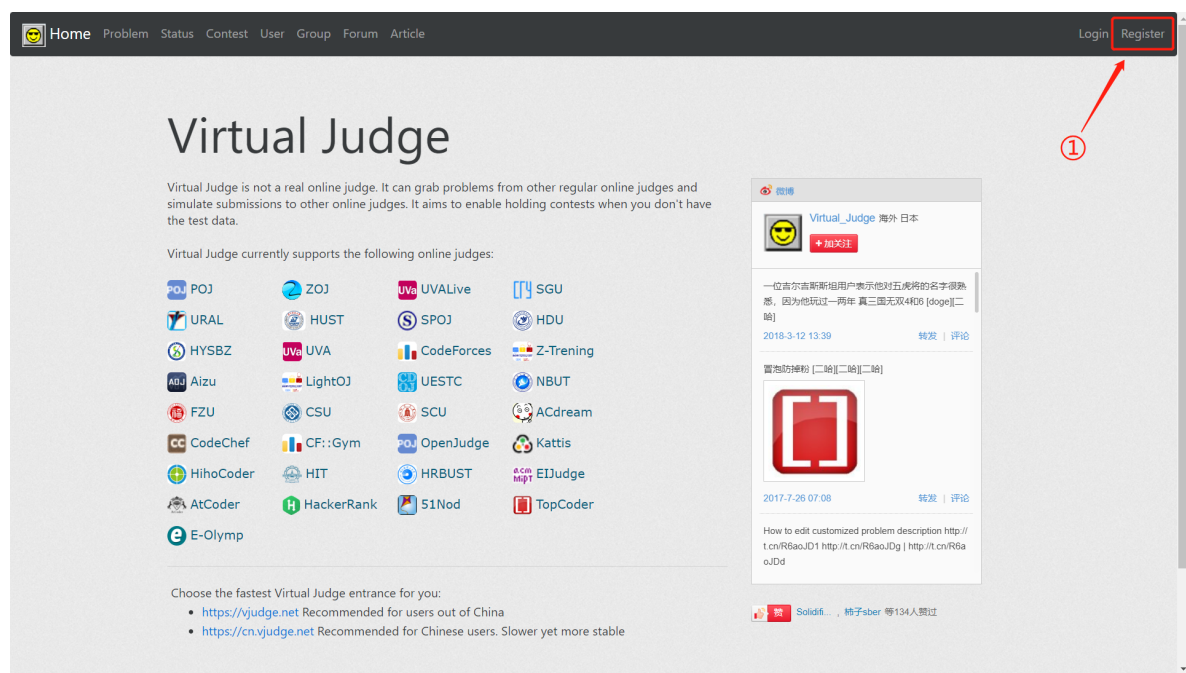 Home Problem Status Contest User Group Forum Article Login Register
①
Virtual Judge
Virtual Judge is not a real online judge. It can grab problems from other regular online judges and
simulate submissions to other online judges. It aims to enable holding contests when you don't have
the test data.
Virtual Judge currently supports the following online judges:
POJ ZOJ UVALive SGU
URAL HUST SPOJ HDU
HYSBZ UVA CodeForces Z-Trening
Aizu LightOJ UESTC NBUT
FZU CSU SCU ACdream
CodeChef CF::Gym OpenJudge Kattis
HihoCoder HIT HRBUST EIJudge
AtCoder HackerRank 51Nod TopCoder
E-Olymp
Choose the fastest Virtual Judge entrance for you:
• https://vjudge.net Recommended for users out of China
• https://cn.vjudge.net Recommended for Chinese users. Slower yet more stable
微博
Virtual_Judge 海外 日本
+加关注
一位吉尔吉斯斯坦用户表示他对五虎将的名字很熟
悉，因为他玩过一两年 真三国无双4和6 [doge][二
哈]
2018-3-12 13:39 转发 | 评论
冒泡防掉粉 [二哈][二哈][二哈]
2017-7-26 07:08 转发 | 评论
How to edit customized problem description http://
t.cn/R6aoJD1 http://t.cn/R6aoJDg | http://t.cn/R6a
oJDd
赞 Solidifi... ，柿子sber 等134人赞过